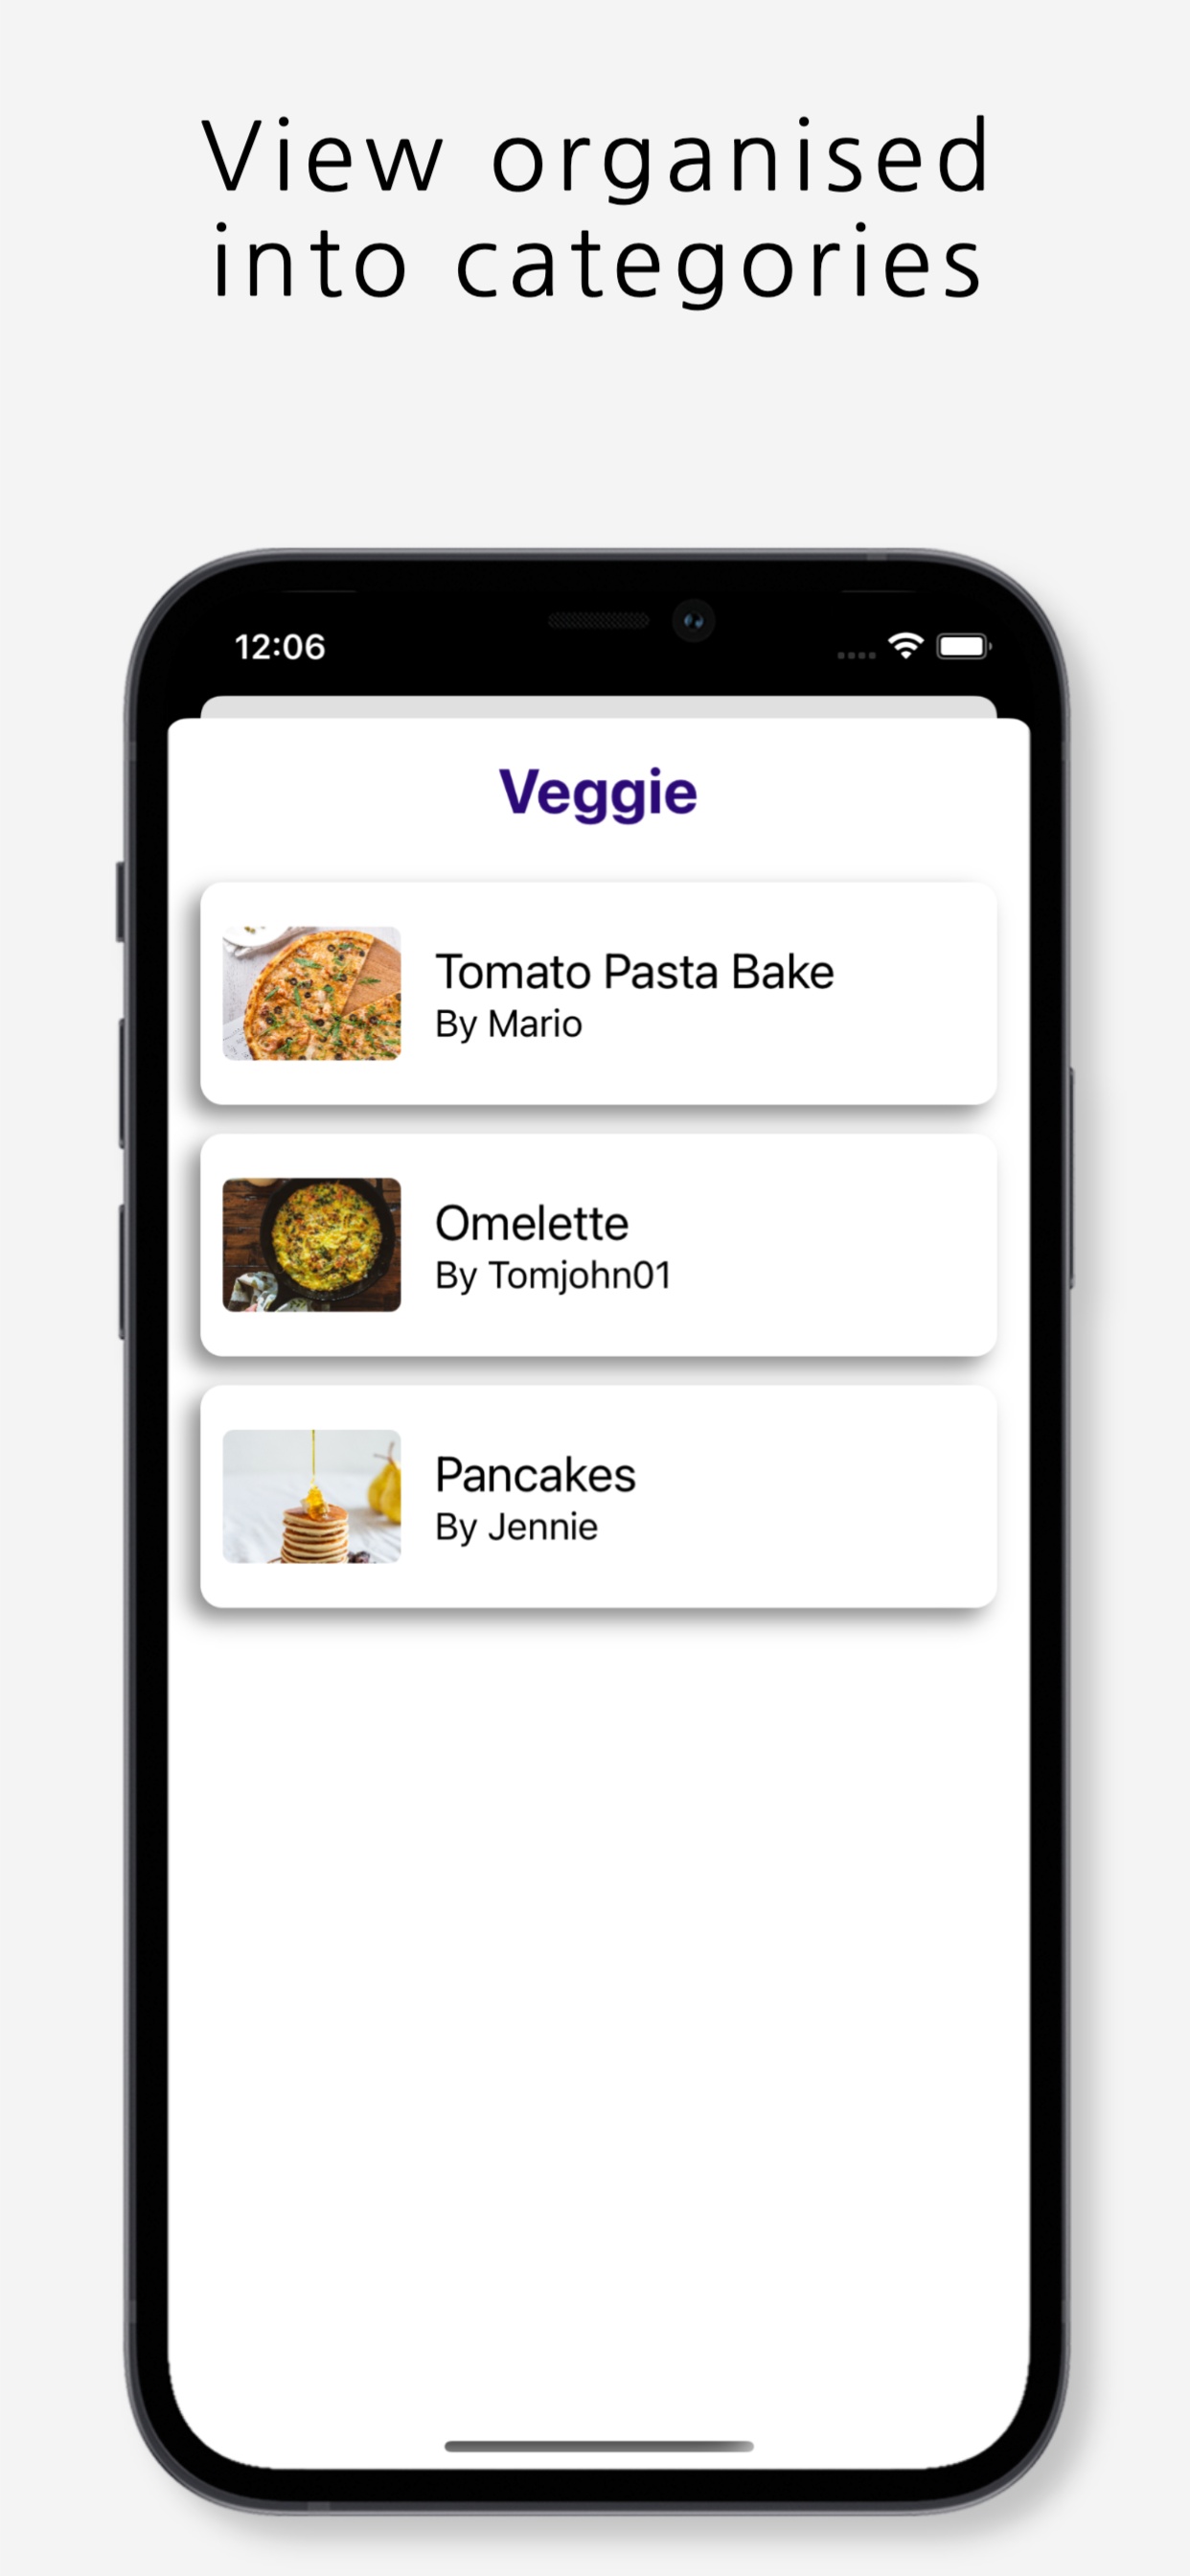 View organised
into categories
12:06
Veggie
Tomato Pasta Bake
By Mario
Omelette
By Tomjohn01
Pancakes
By Jennie